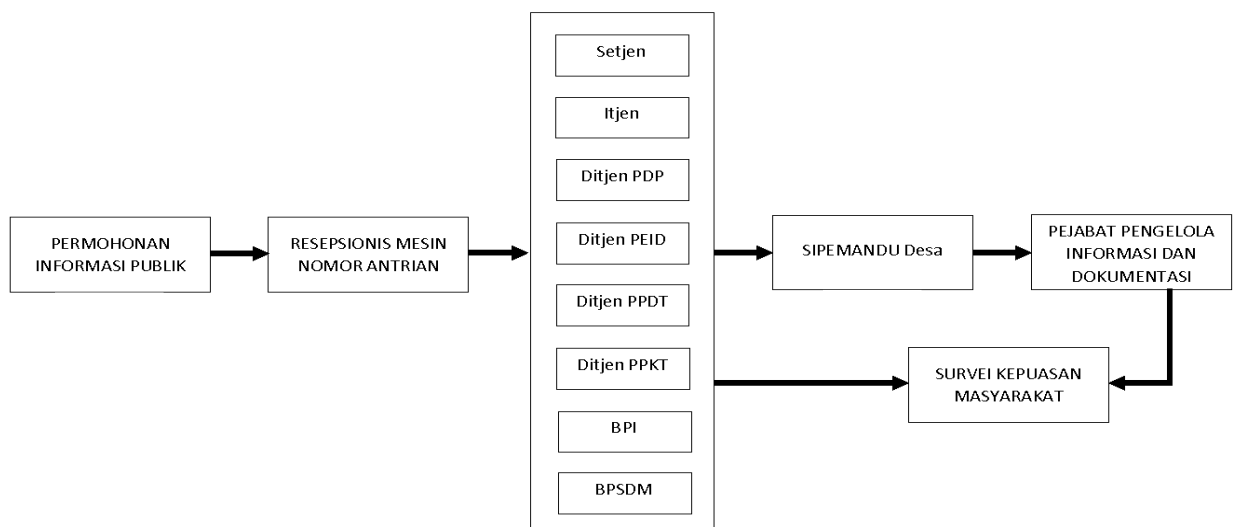 PERMOHONAN
INFORMASI PUBLIK
RESEPSIONIS MESIN
NOMOR ANTRIAN
Setjen
Itjen
Ditjen PDP
Ditjen PEID
Ditjen PPDT
Ditjen PPKT
BPI
BPSDM
SIPEMANDU Desa
PEJABAT PENGELOLA
INFORMASI DAN
DOKUMENTASI
SURVEI KEPUASAN
MASYARAKAT